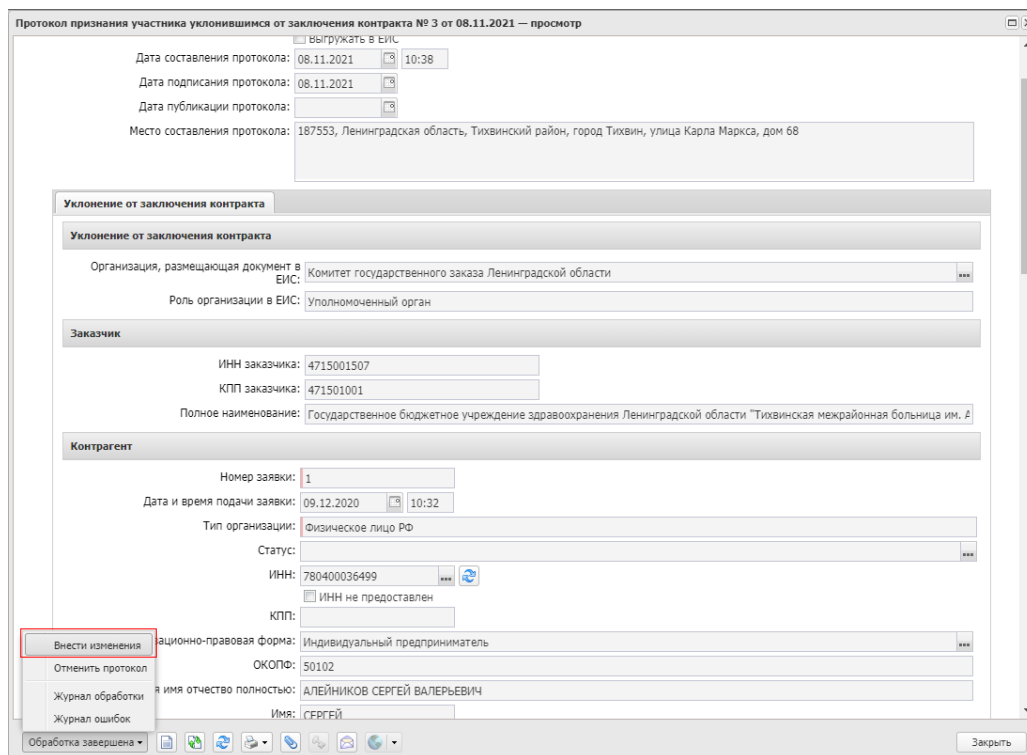 Протокол признания участника уклонившимся от заключения контракта № 3 от 08.11.2021 — просмотр
Выгружать в ЕИС
Дата составления протокола: 08.11.2021 10:38
Дата подписания протокола: 08.11.2021
Дата публикации протокола:
Место составления протокола: 187553, Ленинградская область, Тихвинский район, город Тихвин, улица Карла Маркса, дом 68
Уклонение от заключения контракта
Уклонение от заключения контракта
Организация, размещающая документ в
ЕИС: Комитет государственного заказа Ленинградской области
Роль организации в ЕИС: Уполномоченный орган
Заказчик
ИНН заказчика: 4715001507
КПП заказчика: 471501001
Полное наименование: Государственное бюджетное учреждение здравоохранения Ленинградской области "Тихвинская межрайонная больница им. А
Контрагент
Номер заявки: 1
Дата и время подачи заявки: 09.12.2020 10:32
Тип организации: Физическое лицо РФ
Статус:
ИНН: 780400036499
ИНН не предоставлен
КПП:
Внести изменения
ационно-правовая форма: Индивидуальный предприниматель
Отменить протокол
ОКОПФ: 50102
Журнал обработки
я имя отчество полностью: АЛЕЙНИКОВ СЕРГЕЙ ВАЛЕРЬЕВИЧ
Журнал ошибок
Имя: СЕРГЕЙ
Обработка завершена
Закрыть